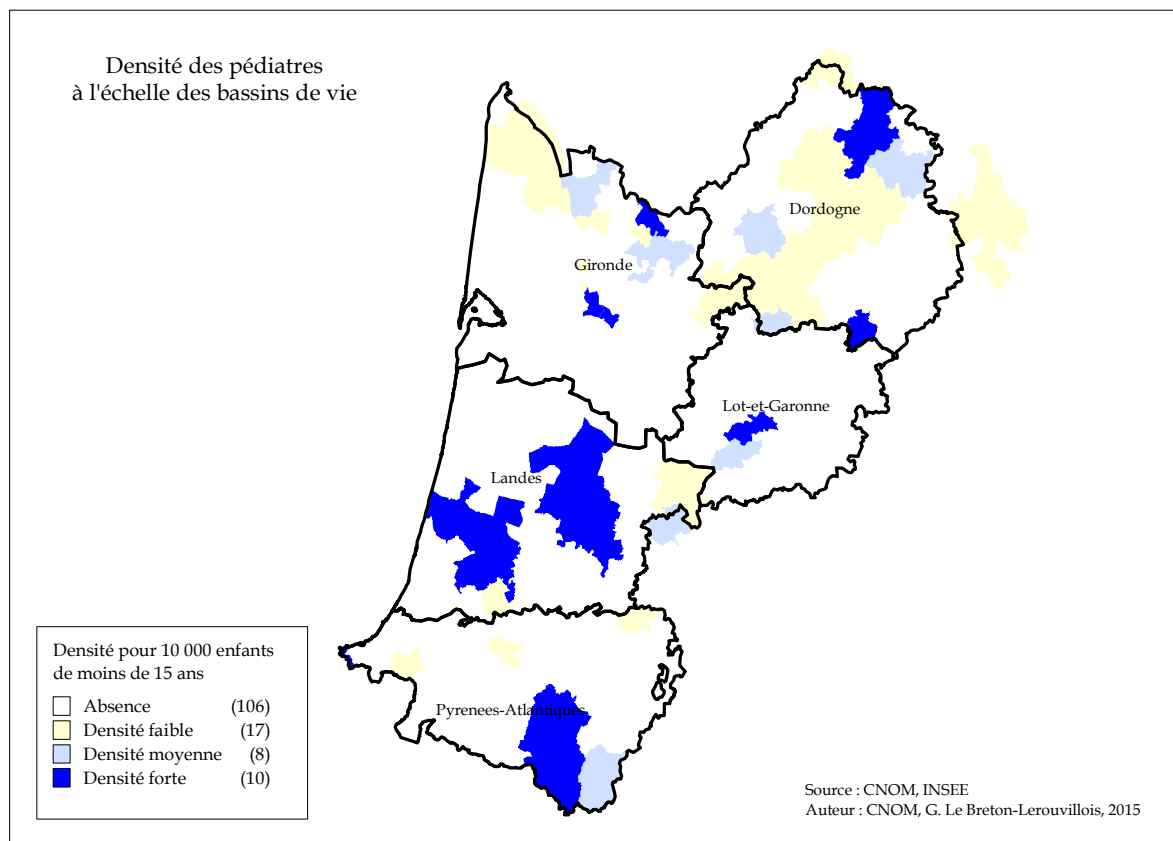 Densité des pédiatres
à l'échelle des bassins de vie
Dordogne
Gironde
Lot-et-Garonne
Landes
Pyrenees-Atlantiques
Densité pour 10 000 enfants
de moins de 15 ans
Absence (106)
Densité faible (17)
Densité moyenne (8)
Densité forte (10)
Source : CNOM, INSEE
Auteur : CNOM, G. Le Breton-Lerouvillois, 2015